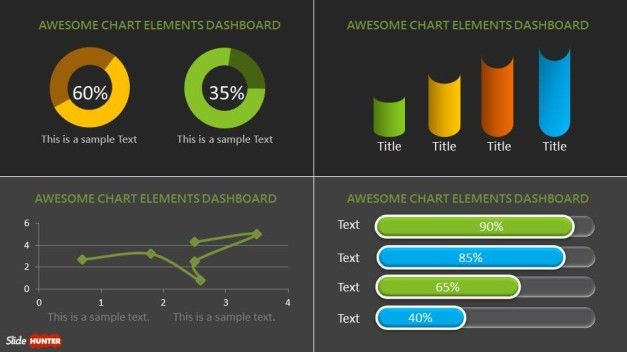 AWESOME CHART ELEMENTS DASHBOARD
60%
35%
This is a sample Text
This is a sample Text
AWESOME CHART ELEMENTS DASHBOARD
Title
Title
Title
Title
AWESOME CHART ELEMENTS DASHBOARD
6
4
2
0
0 1 2 3 4
This is a sample text.
This is a sample text.
AWESOME CHART ELEMENTS DASHBOARD
Text 90%
Text 85%
Text 65%
Text 40%
Slide HUNTER